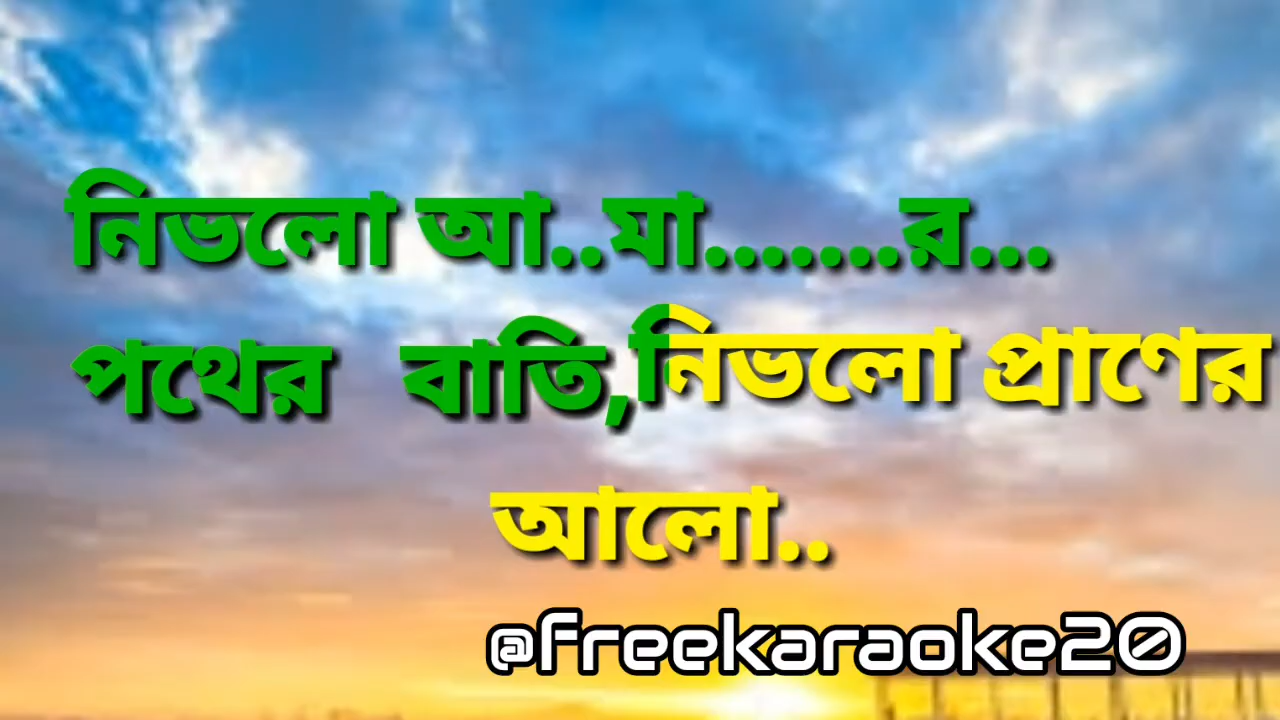 নিভলো আ..মা.......র...
পথের বাতি,নিভলো প্রাণের
আলো..
@freekaraoke20